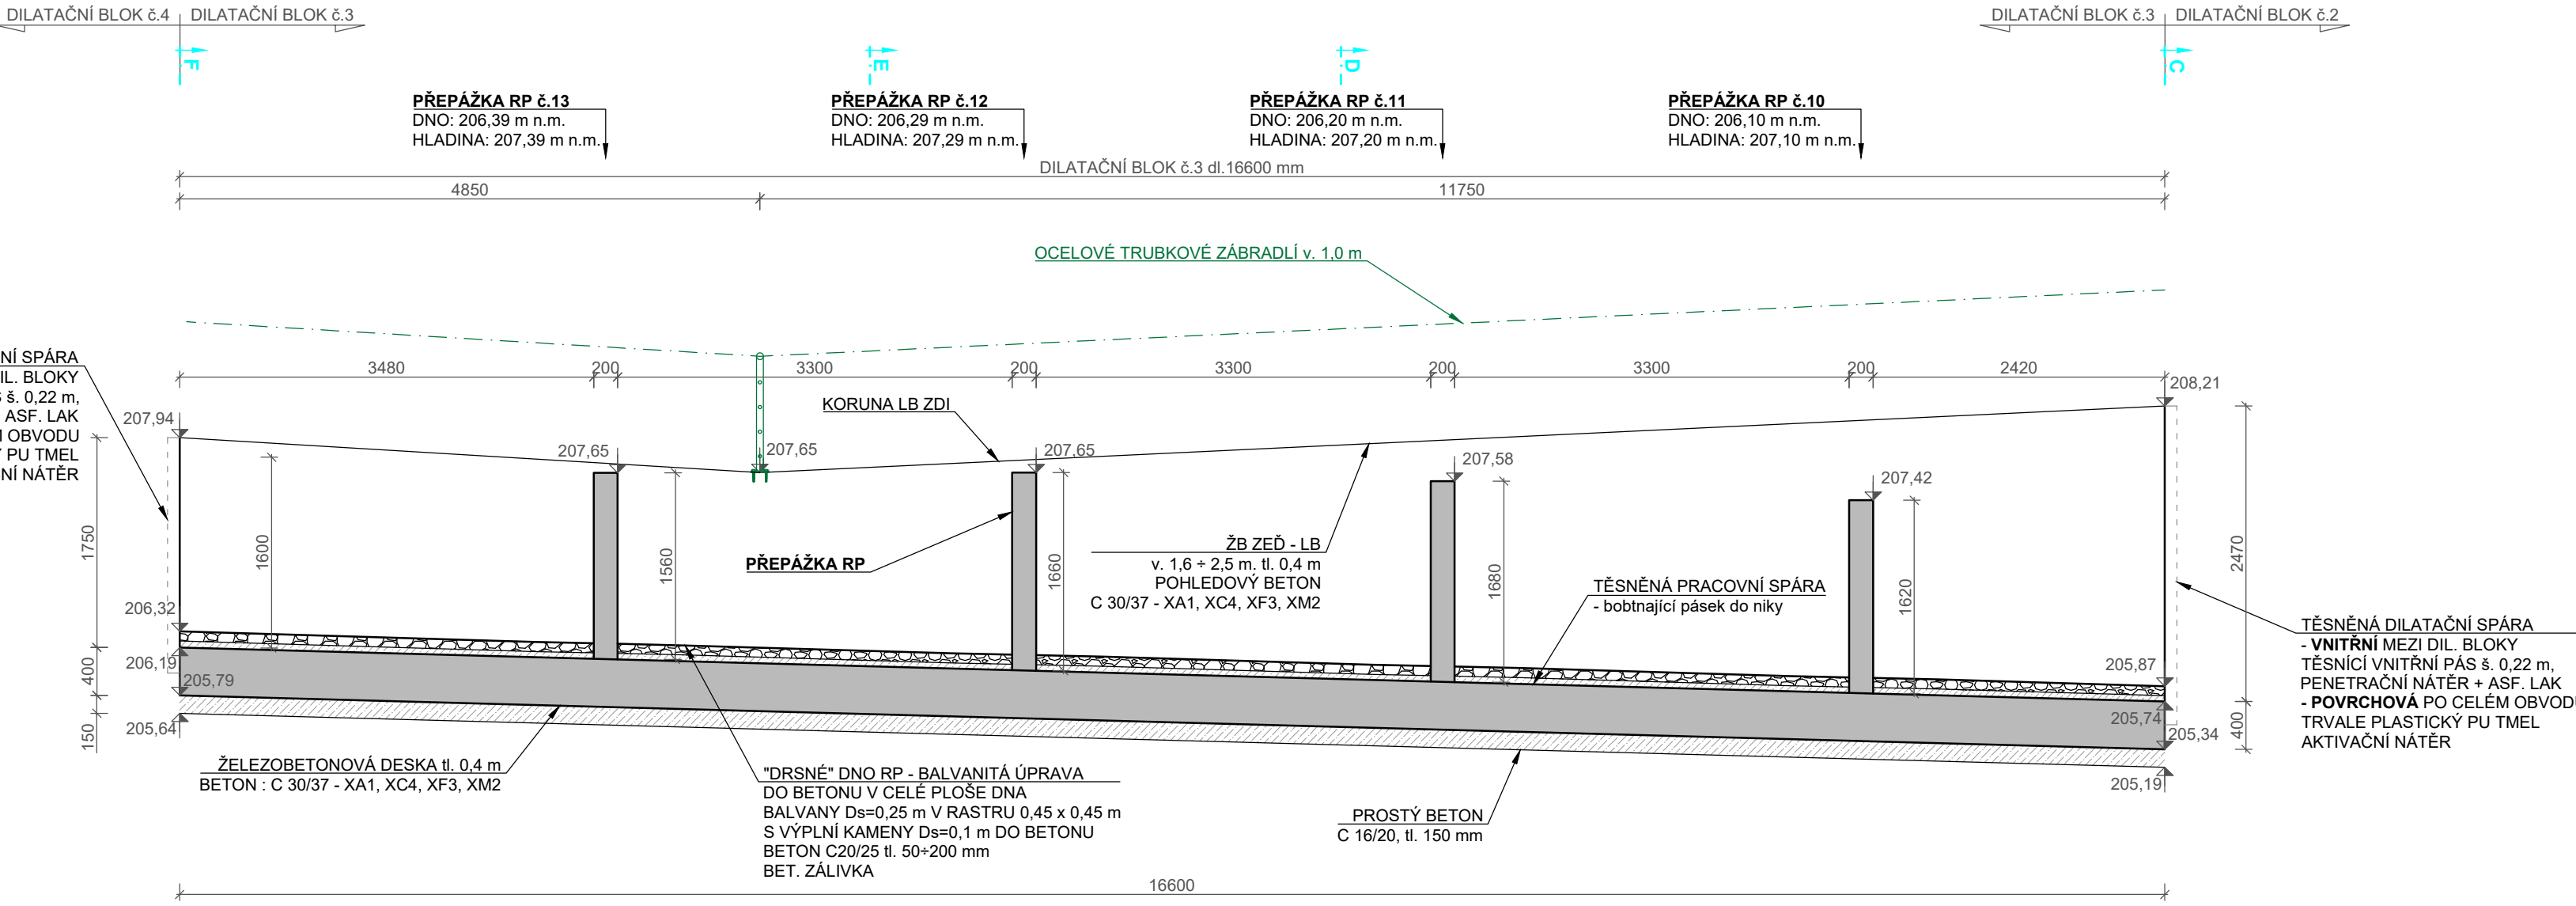 DILATAČNÍ BLOK č.4
DILATAČNÍ BLOK č.3
DILATAČNÍ BLOK č.3
DILATAČNÍ BLOK č.2
F
E
D
C
PŘEPÁŽKA RP č.13
DNO: 206,39 m n.m.
HLADINA: 207,39 m n.m.
PŘEPÁŽKA RP č.12
DNO: 206,29 m n.m.
HLADINA: 207,29 m n.m.
PŘEPÁŽKA RP č.11
DNO: 206,20 m n.m.
HLADINA: 207,20 m n.m.
PŘEPÁŽKA RP č.10
DNO: 206,10 m n.m.
HLADINA: 207,10 m n.m.
DILATAČNÍ BLOK č.3 dl.16600 mm
4850
11750
OCELOVÉ TRUBKOVÉ ZÁBRADLÍ v. 1,0 m
NÍ SPÁRA
IL. BLOKY
š. 0,22 m,
ASF. LAK
OBVODU
PU TMEL
NÍ NÁTĚR
3480
200
3300
200
3300
200
3300
200
2420
208,21
207,94
KORUNA LB ZDI
207,65
207,65
207,65
207,58
207,42
1750
1600
1560
1660
1680
1620
2470
PŘEPÁŽKA RP
ŽB ZEĎ - LB
v. 1,6 ÷ 2,5 m. tl. 0,4 m
POHLEDOVÝ BETON
C 30/37 - XA1, XC4, XF3, XM2
TĚSNĚNÁ PRACOVNÍ SPÁRA
- bobtnající pásek do niky
TĚSNĚNÁ DILATAČNÍ SPÁRA
- VNITŘNÍ MEZI DIL. BLOKY
TĚSNÍCÍ VNITŘNÍ PÁS š. 0,22 m,
PENETRAČNÍ NÁTĚR + ASF. LAK
- POVRCHOVÁ PO CELÉM OBVODU
TRVALE PLASTICKÝ PU TMEL
AKTIVAČNÍ NÁTĚR
206,32
400
206,19
205,79
150
205,64
205,87
205,74
400
205,34
205,19
ŽELEZOBETONOVÁ DESKA tl. 0,4 m
BETON : C 30/37 - XA1, XC4, XF3, XM2
"DRSNÉ" DNO RP - BALVANITÁ ÚPRAVA
DO BETONU V CELÉ PLOŠE DNA
BALVANY Ds=0,25 m V RASTRU 0,45 x 0,45 m
S VÝPLNÍ KAMENY Ds=0,1 m DO BETONU
BETON C20/25 tl. 50÷200 mm
BET. ZÁLIVKA
PROSTÝ BETON
C 16/20, tl. 150 mm
16600